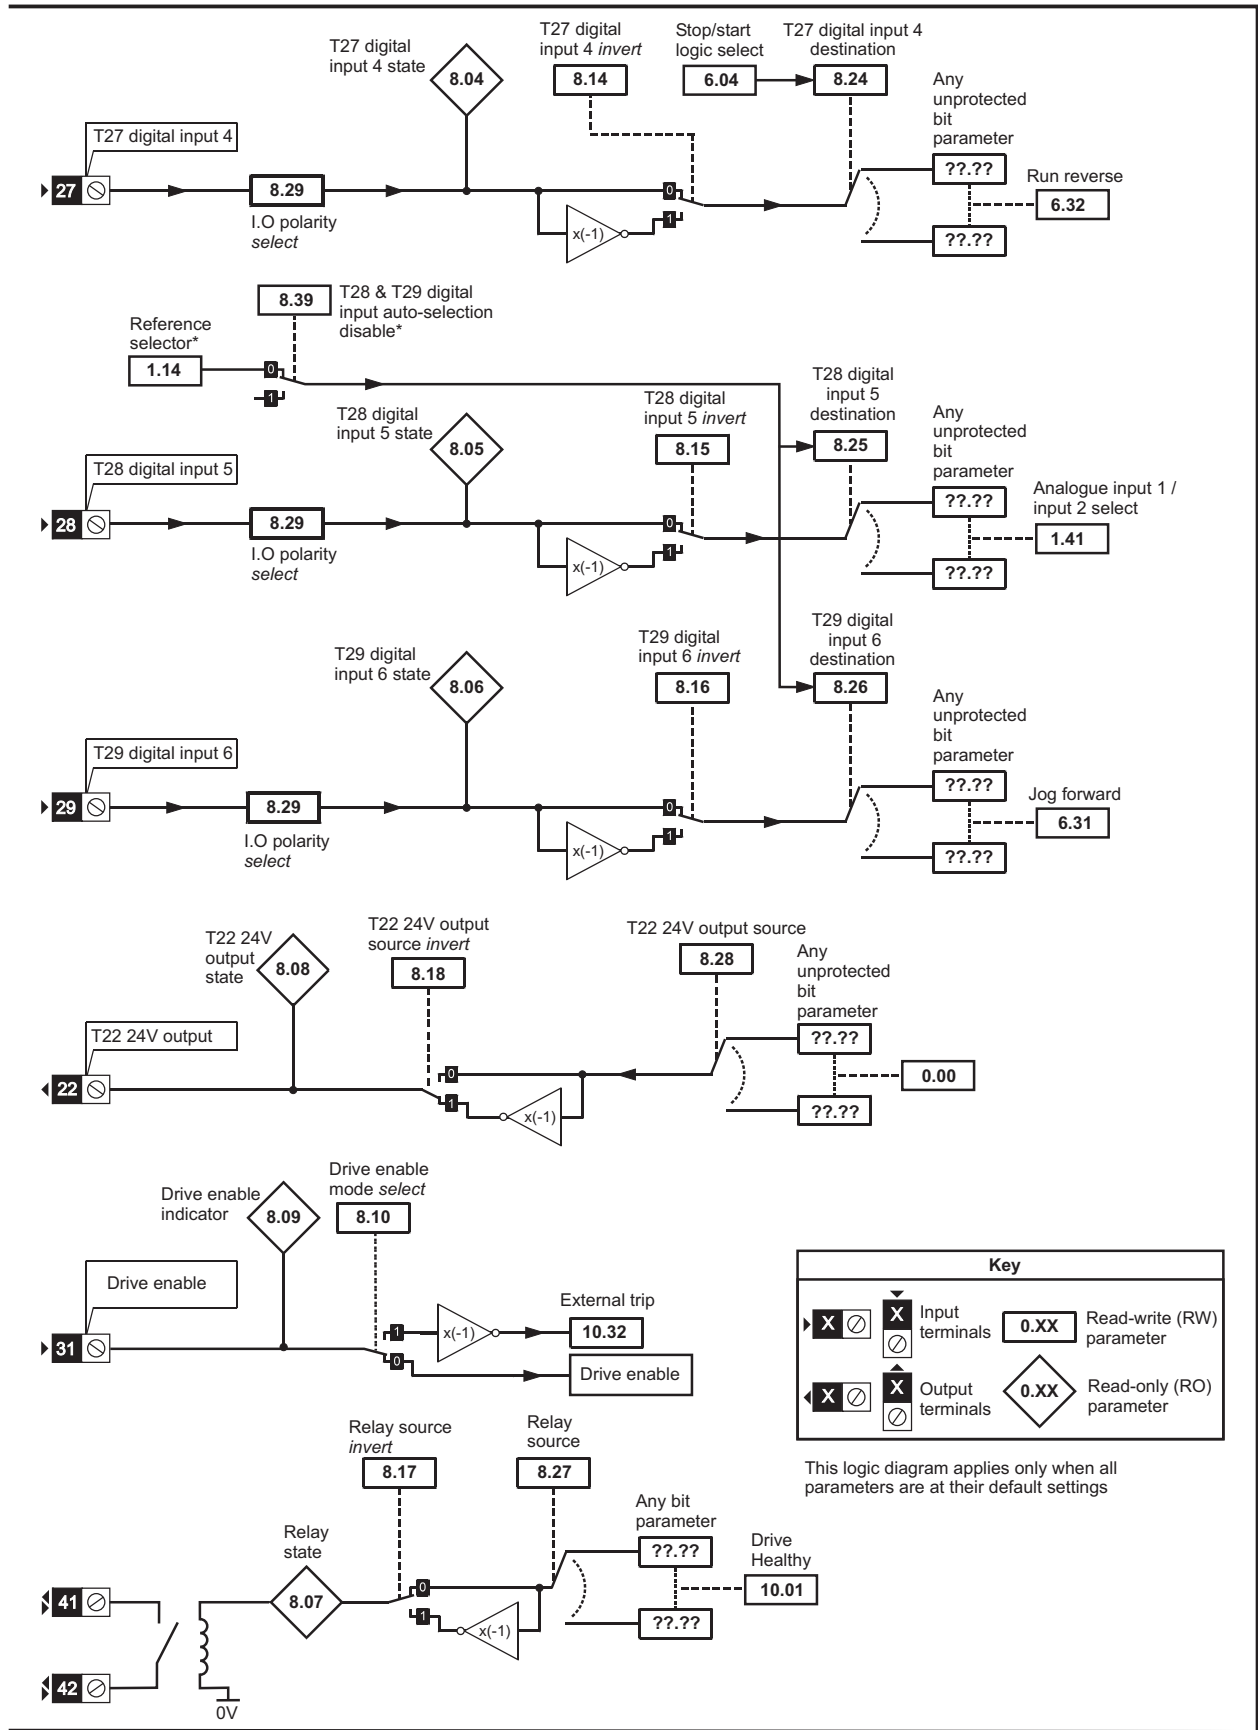 T27 digital
input 4 state
8.04
T27 digital
input 4 invert
8.14
Stop/start
logic select
6.04
T27 digital input 4
destination
8.24
Any
unprotected
bit
parameter
T27 digital input 4
27
8.29
I.O polarity
select
0
1
x(-1)
??.??
??.??
Run reverse
6.32
8.39
T28 & T29 digital
input auto-selection
disable*
Reference
selector*
1.14
0
1
T28 digital
input 5 state
8.05
T28 digital
input 5 invert
8.15
T28 digital
input 5
destination
8.25
Any
unprotected
bit
parameter
T28 digital input 5
28
8.29
I.O polarity
select
0
1
x(-1)
??.??
??.??
Analogue input 1 /
input 2 select
1.41
T29 digital
input 6 state
8.06
T29 digital
input 6 invert
8.16
T29 digital
input 6
destination
8.26
Any
unprotected
bit
parameter
T29 digital input 6
29
8.29
I.O polarity
select
0
1
x(-1)
??.??
??.??
Jog forward
6.31
T22 24V
output
state
8.08
T22 24V output
source invert
8.18
T22 24V output source
8.28
Any
unprotected
bit
parameter
T22 24V output
22
0
1
x(-1)
??.??
??.??
0.00
Drive enable
indicator
8.09
Drive enable
mode select
8.10
Drive enable
31
1
0
x(-1)
External trip
10.32
Drive enable
Key
X
X
Input
terminals
0.XX
Read-write (RW)
parameter
X
X
Output
terminals
0.XX
Read-only (RO)
parameter
This logic diagram applies only when all
parameters are at their default settings
Relay source
invert
8.17
Relay
source
8.27
Any bit
parameter
??.??
??.??
Drive
Healthy
10.01
Relay
state
8.07
0
1
x(-1)
41
42
0V